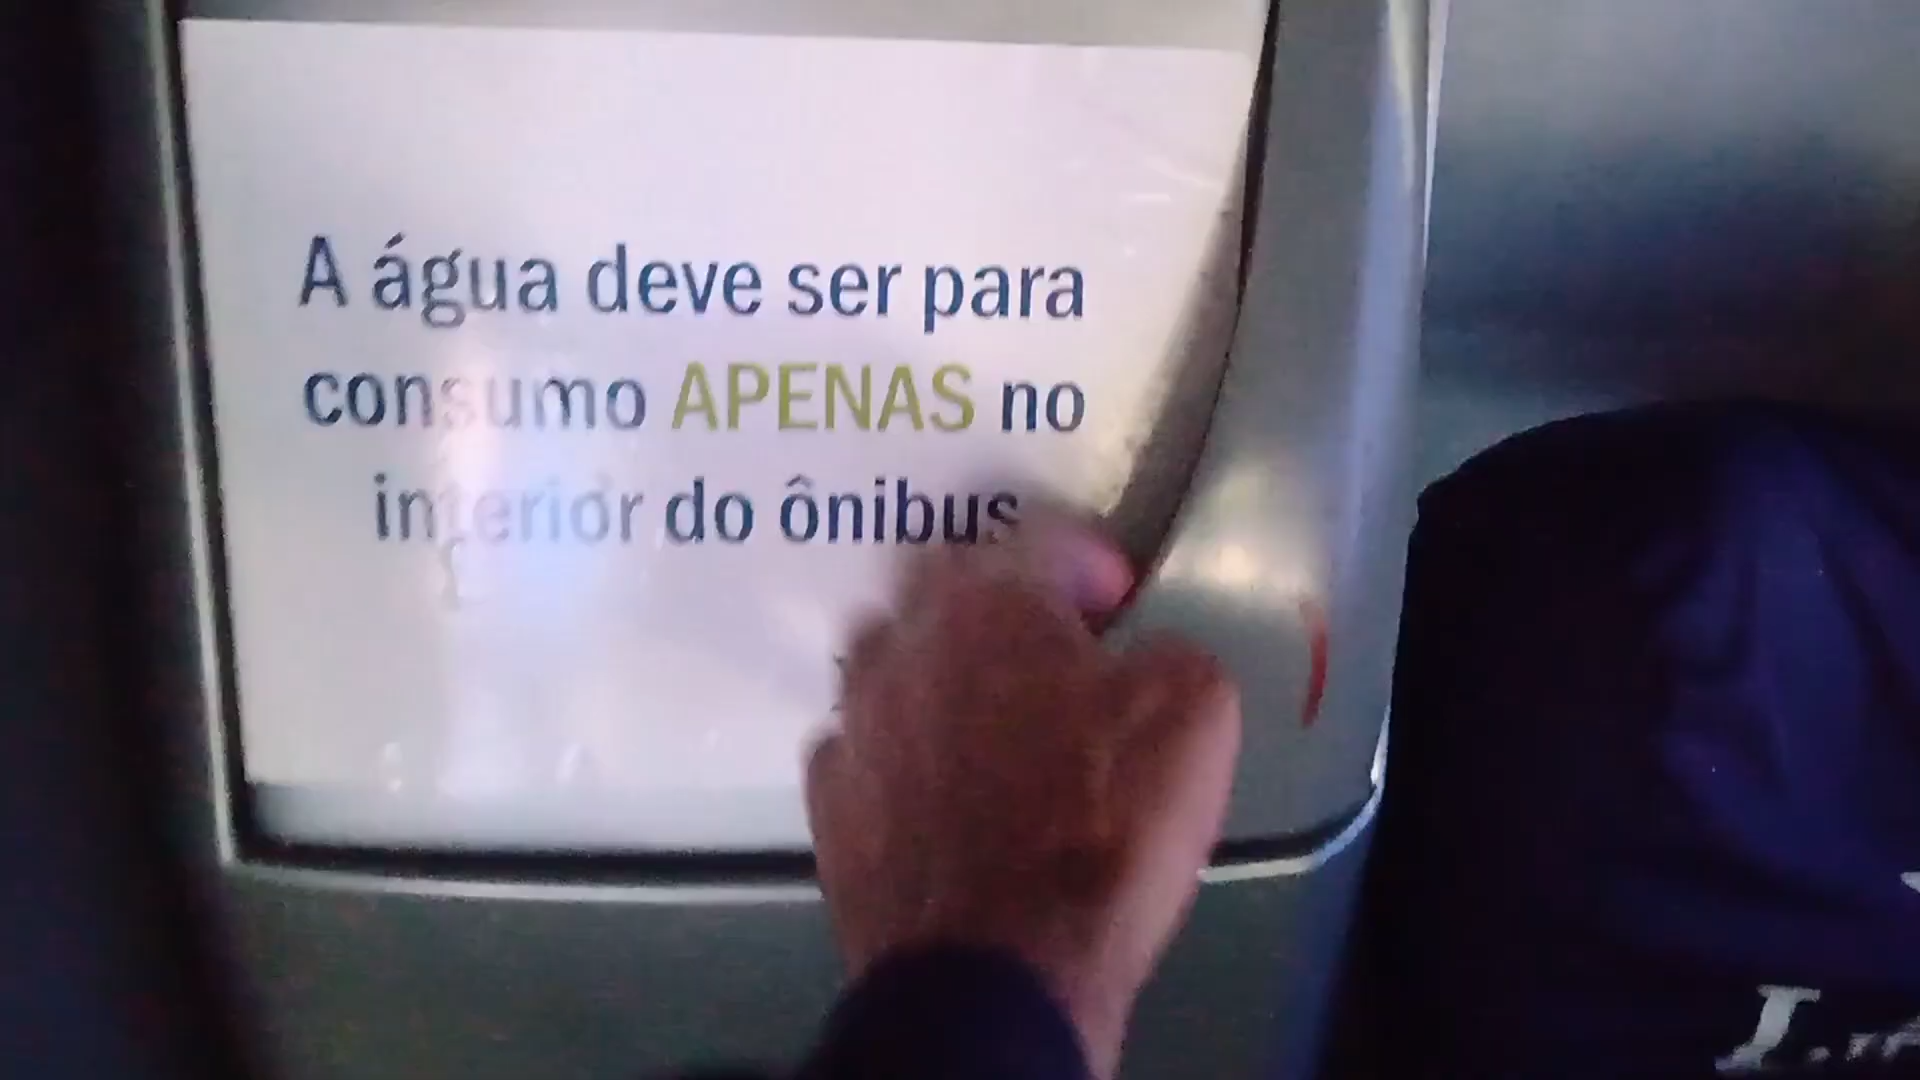 A água deve ser para
consumo APENAS no
interior do ônibus